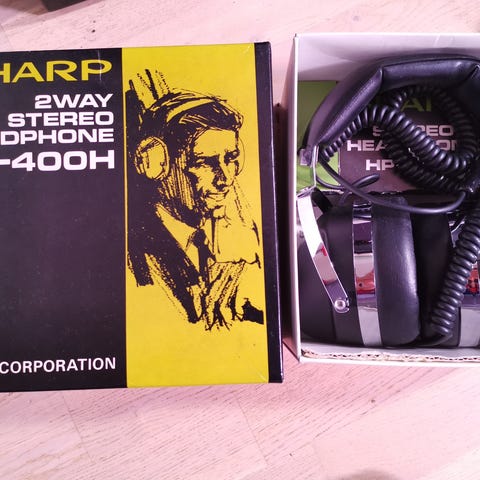 HARP
2WAY
STEREO
DPHONE
-400H
CORPORATION
STEREO
HP-